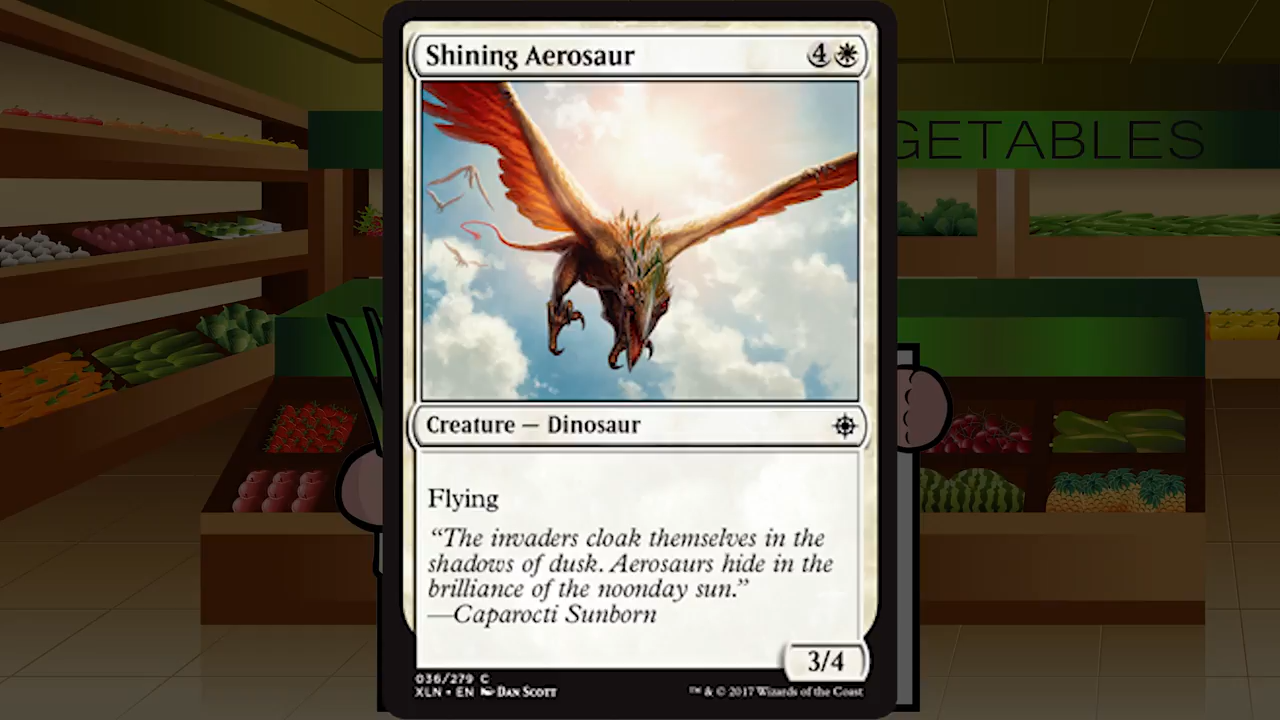 Shining Aerosaur 4
GETABLES
Creature — Dinosaur
Flying
“The invaders cloak themselves in the
shadows of dusk. Aerosaurs hide in the
brilliance of the noonday sun.”
—Caparocti Sunborn
3/4
036/279 C
XLN • EN Dan Scott
™ & © 2017 Wizards of the Coast